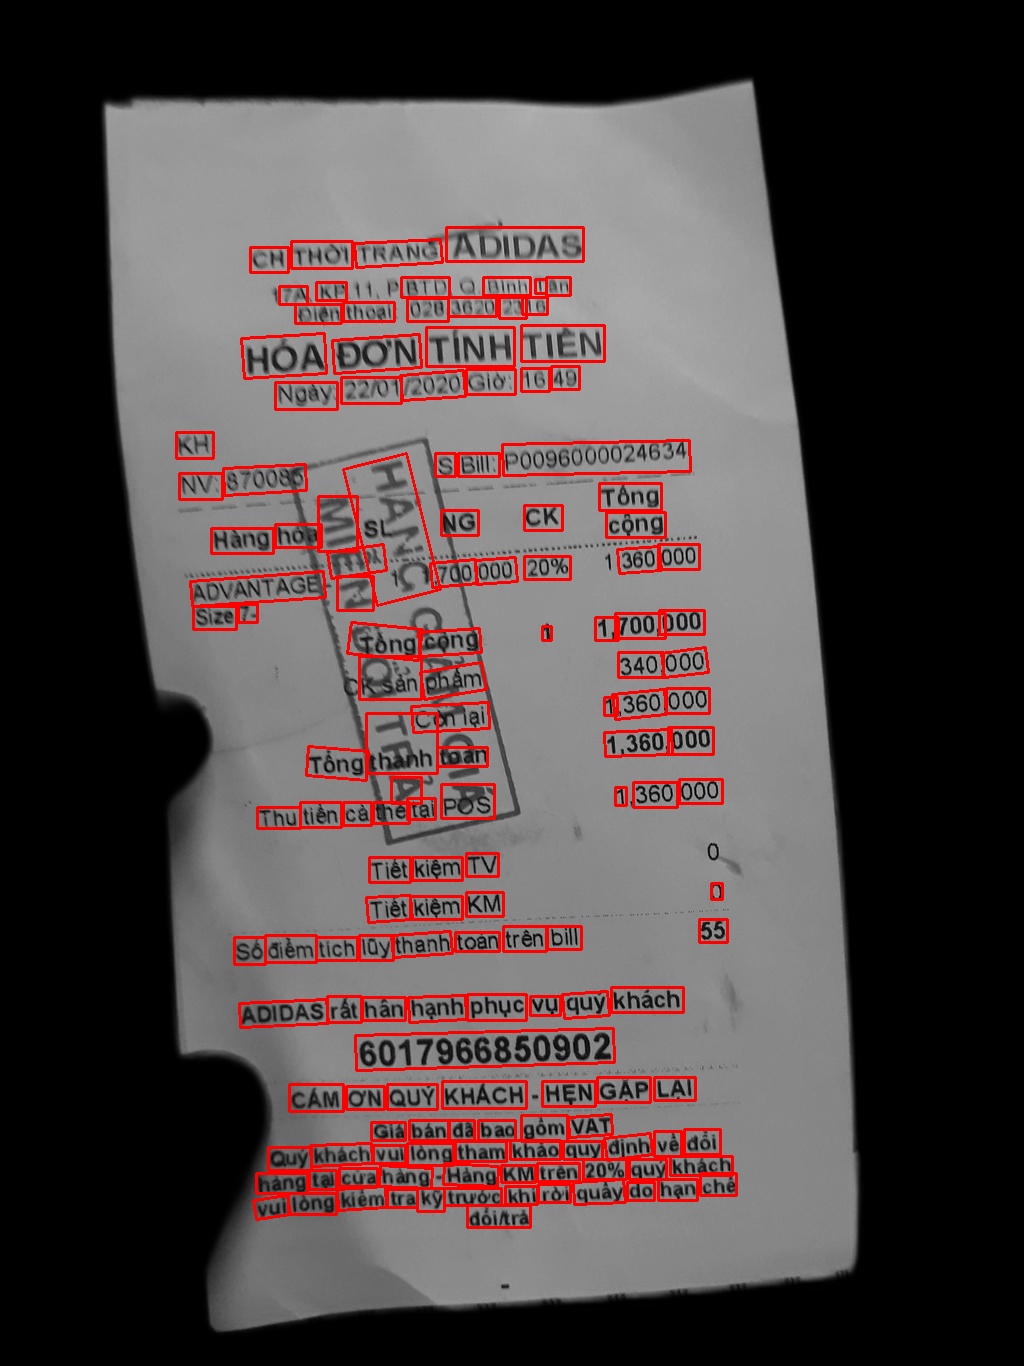 CH THỜI TRANG ADIDAS
17A, KP 11, P BTD, Q. Bình Tân
Điện thoại: 028 3620 2316
HÓA ĐƠN TÍNH TIỀN
Ngày: 22/01/2020 Giờ: 16:49
KH
NV: 870085 S Bill: P0096000024634
Hàng hóa SL NG CK Tổng cộng
1 1,700,000 20% 1,360,000
ADVANTAGE
Size 7-
Tổng cộng 1 1,700,000
CK sản phẩm 340,000
Còn lại 1,360,000
Tổng thanh toán 1,360,000
Thu tiền cà thẻ tại POS 1,360,000
Tiết kiệm TV 0
Tiết kiệm KM 0
Số điểm tích lũy thanh toán trên bill 55
HÀNG GIẢM GIÁ
MIỄN ĐỔI TRẢ
ADIDAS rất hân hạnh phục vụ quý khách
6017966850902
CÁM ƠN QUÝ KHÁCH - HẸN GẶP LẠI
Giá bán đã bao gồm VAT
Quý khách vui lòng tham khảo quy định về đổi
hàng tại cửa hàng - Hàng KM trên 20% quý khách
vui lòng kiểm tra kỹ trước khi rời quầy do hạn chế
đổi/trả